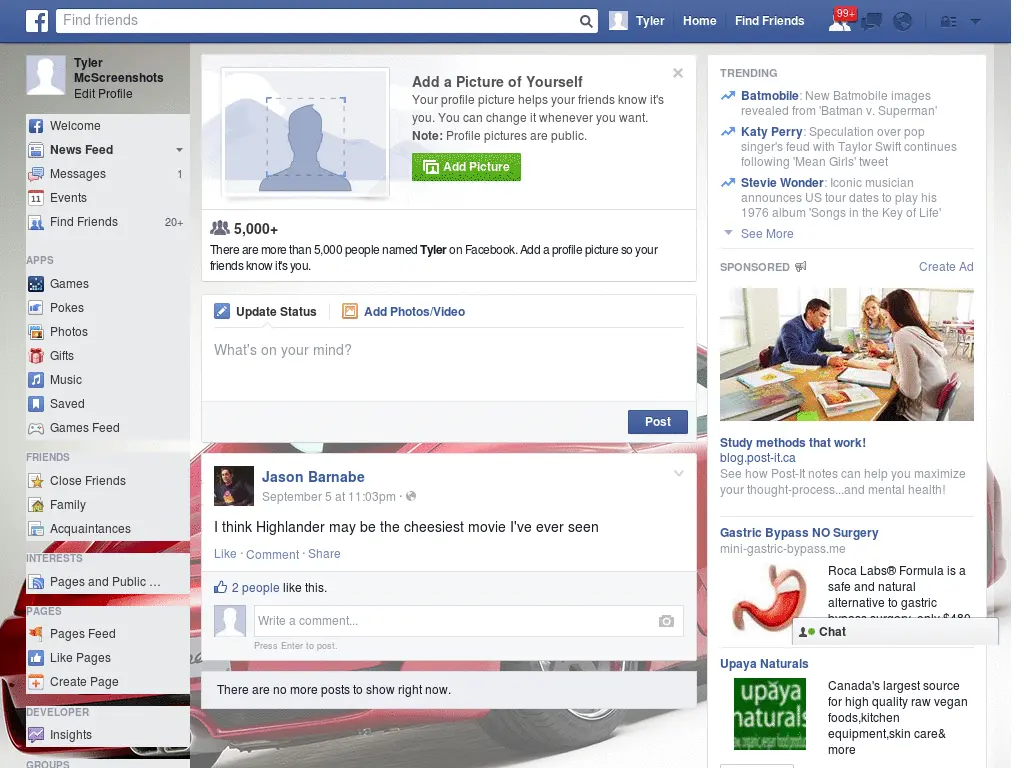 Find friends
Tyler
Home
Find Friends
99+
Tyler
McScreenshots
Edit Profile
Welcome
News Feed
Messages 1
11 Events
Find Friends 20+
APPS
Games
Pokes
Photos
Gifts
Music
Saved
Games Feed
FRIENDS
Close Friends
Family
Acquaintances
INTERESTS
Pages and Public ...
PAGES
Pages Feed
Like Pages
Create Page
DEVELOPER
Insights
GROUPS
Add a Picture of Yourself
Your profile picture helps your friends know it's
you. You can change it whenever you want.
Note: Profile pictures are public.
Add Picture
5,000+
There are more than 5,000 people named Tyler on Facebook. Add a profile picture so your
friends know it's you.
Update Status
Add Photos/Video
What's on your mind?
Post
Jason Barnabe
September 5 at 11:03pm ·
I think Highlander may be the cheesiest movie I've ever seen
Like · Comment · Share
2 people like this.
Write a comment...
Press Enter to post.
There are no more posts to show right now.
TRENDING
Batmobile: New Batmobile images
revealed from 'Batman v. Superman'
Katy Perry: Speculation over pop
singer's feud with Taylor Swift continues
following 'Mean Girls' tweet
Stevie Wonder: Iconic musician
announces US tour dates to play his
1976 album 'Songs in the Key of Life'
See More
SPONSORED
Create Ad
Study methods that work!
blog.post-it.ca
See how Post-It notes can help you maximize
your thought-process...and mental health!
Gastric Bypass NO Surgery
mini-gastric-bypass.me
Roca Labs® Formula is a
safe and natural
alternative to gastric
bypass surgery, only $480
Chat
Upaya Naturals
upăya
naturals
Canada's largest source
for high quality raw vegan
foods,kitchen
equipment,skin care&
more